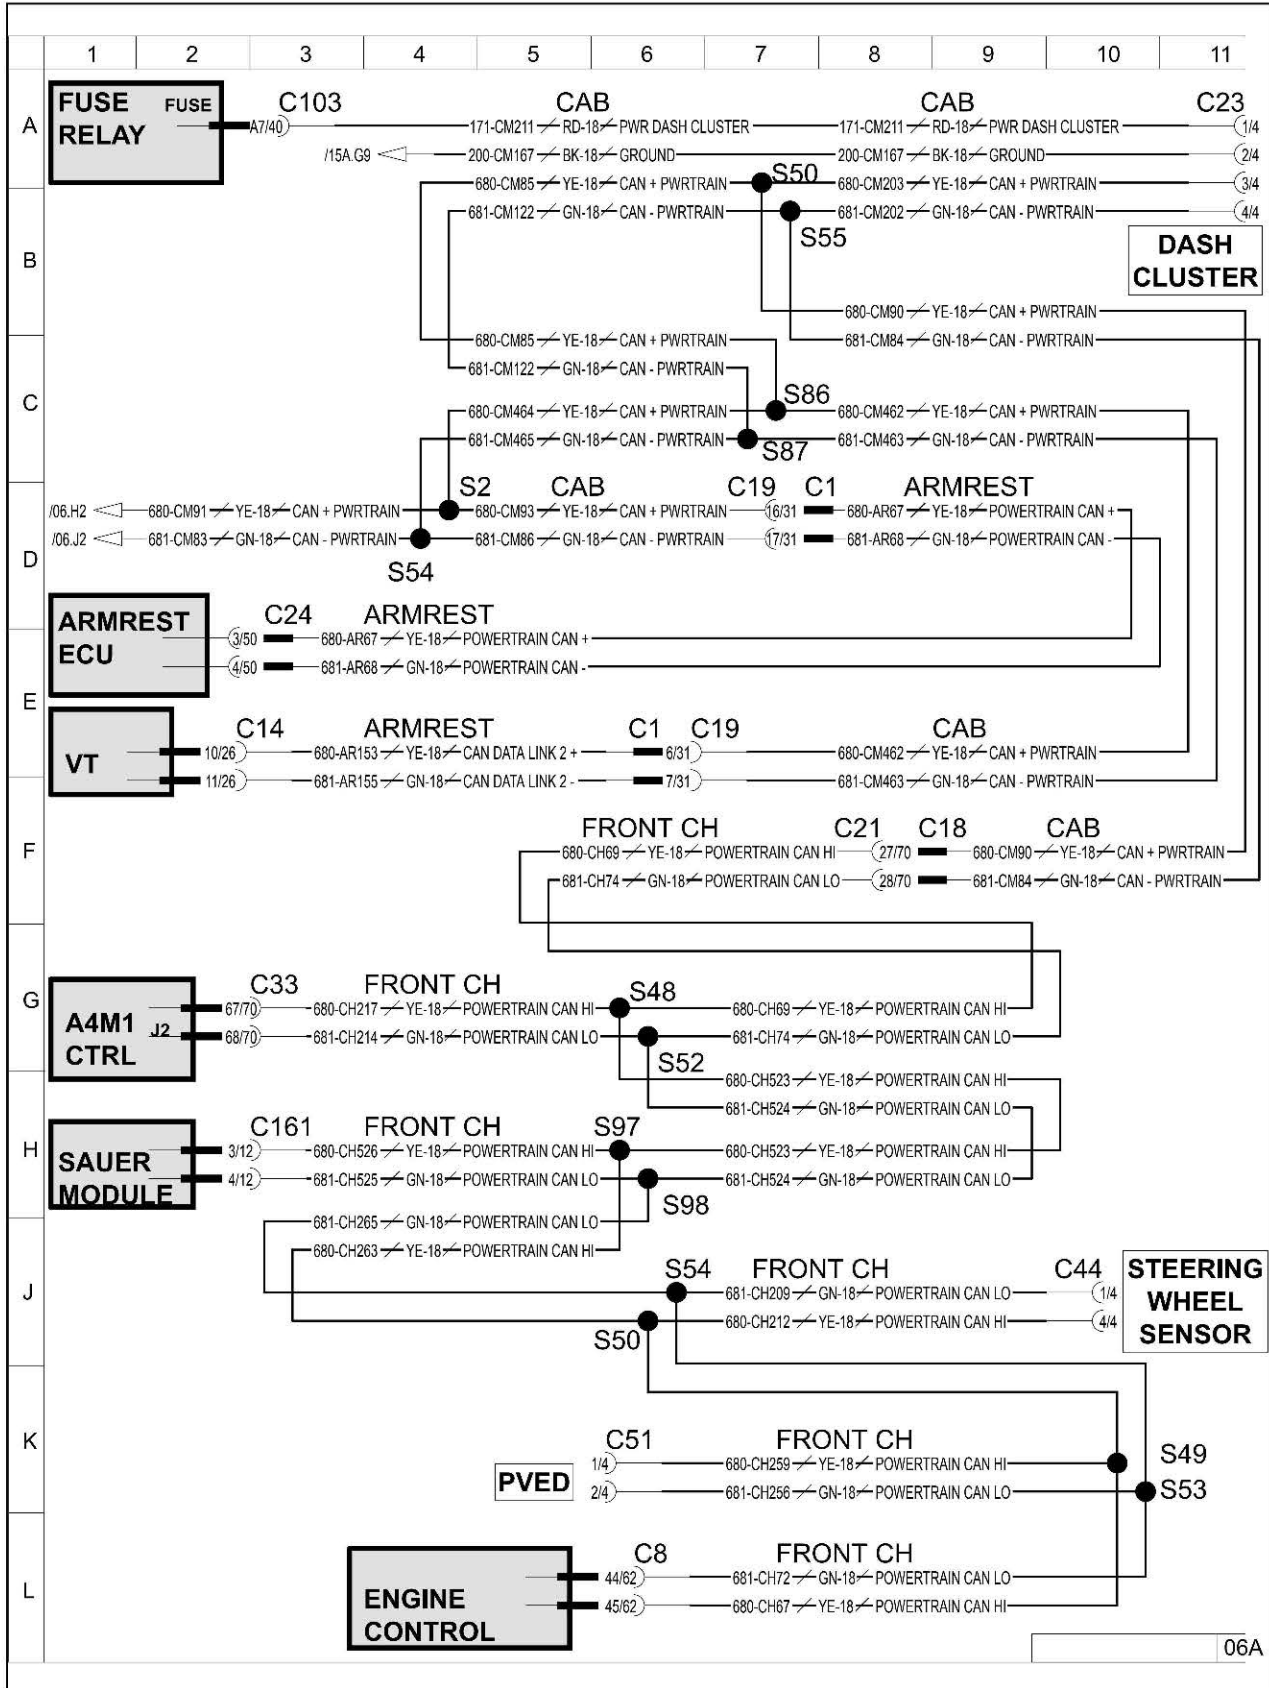 1 2 3 4 5 6 7 8 9 10 11
A
FUSE RELAY
FUSE
C103
CAB
CAB
C23
A7/40 171-CM211 RD-18 PWR DASH CLUSTER 171-CM211 RD-18 PWR DASH CLUSTER 1/4
/15A.G9 200-CM167 BK-18 GROUND 200-CM167 BK-18 GROUND 2/4
S50
680-CM85 YE-18 CAN + PWRTRAIN 680-CM203 YE-18 CAN + PWRTRAIN 3/4
681-CM122 GN-18 CAN - PWRTRAIN 681-CM202 GN-18 CAN - PWRTRAIN 4/4
S55
B
DASH
CLUSTER
680-CM90 YE-18 CAN + PWRTRAIN
680-CM85 YE-18 CAN + PWRTRAIN 681-CM84 GN-18 CAN - PWRTRAIN
681-CM122 GN-18 CAN - PWRTRAIN
C
S86
680-CM464 YE-18 CAN + PWRTRAIN 680-CM462 YE-18 CAN + PWRTRAIN
681-CM465 GN-18 CAN - PWRTRAIN 681-CM463 GN-18 CAN - PWRTRAIN
S87
S2 CAB C19 C1 ARMREST
/06.H2 680-CM91 YE-18 CAN + PWRTRAIN 680-CM93 YE-18 CAN + PWRTRAIN 16/31 680-AR67 YE-18 POWERTRAIN CAN +
/06.J2 681-CM83 GN-18 CAN - PWRTRAIN 681-CM86 GN-18 CAN - PWRTRAIN 17/31 681-AR68 GN-18 POWERTRAIN CAN -
D
S54
ARMREST
ECU
C24 ARMREST
3/50 680-AR67 YE-18 POWERTRAIN CAN +
4/50 681-AR68 GN-18 POWERTRAIN CAN -
E
VT
C14 ARMREST C1 C19 CAB
10/26 680-AR153 YE-18 CAN DATA LINK 2 + 6/31 680-CM462 YE-18 CAN + PWRTRAIN
11/26 681-AR155 GN-18 CAN DATA LINK 2 - 7/31 681-CM463 GN-18 CAN - PWRTRAIN
F
FRONT CH C21 C18 CAB
680-CH69 YE-18 POWERTRAIN CAN HI 27/70 680-CM90 YE-18 CAN + PWRTRAIN
681-CH74 GN-18 POWERTRAIN CAN LO 28/70 681-CM84 GN-18 CAN - PWRTRAIN
G
A4M1
CTRL
J2
C33 FRONT CH S48
67/70 680-CH217 YE-18 POWERTRAIN CAN HI 680-CH69 YE-18 POWERTRAIN CAN HI
68/70 681-CH214 GN-18 POWERTRAIN CAN LO 681-CH74 GN-18 POWERTRAIN CAN LO
S52
680-CH523 YE-18 POWERTRAIN CAN HI
681-CH524 GN-18 POWERTRAIN CAN LO
H
SAUER
MODULE
C161 FRONT CH S97
3/12 680-CH526 YE-18 POWERTRAIN CAN HI 680-CH523 YE-18 POWERTRAIN CAN HI
4/12 681-CH525 GN-18 POWERTRAIN CAN LO 681-CH524 GN-18 POWERTRAIN CAN LO
S98
681-CH265 GN-18 POWERTRAIN CAN LO
680-CH263 YE-18 POWERTRAIN CAN HI
J
S54 FRONT CH C44
681-CH209 GN-18 POWERTRAIN CAN LO 1/4
680-CH212 YE-18 POWERTRAIN CAN HI 4/4
S50
STEERING
WHEEL
SENSOR
K
PVED
C51 FRONT CH
1/4 680-CH259 YE-18 POWERTRAIN CAN HI S49
2/4 681-CH256 GN-18 POWERTRAIN CAN LO S53
L
ENGINE
CONTROL
C8 FRONT CH
44/62 681-CH72 GN-18 POWERTRAIN CAN LO
45/62 680-CH67 YE-18 POWERTRAIN CAN HI
06A